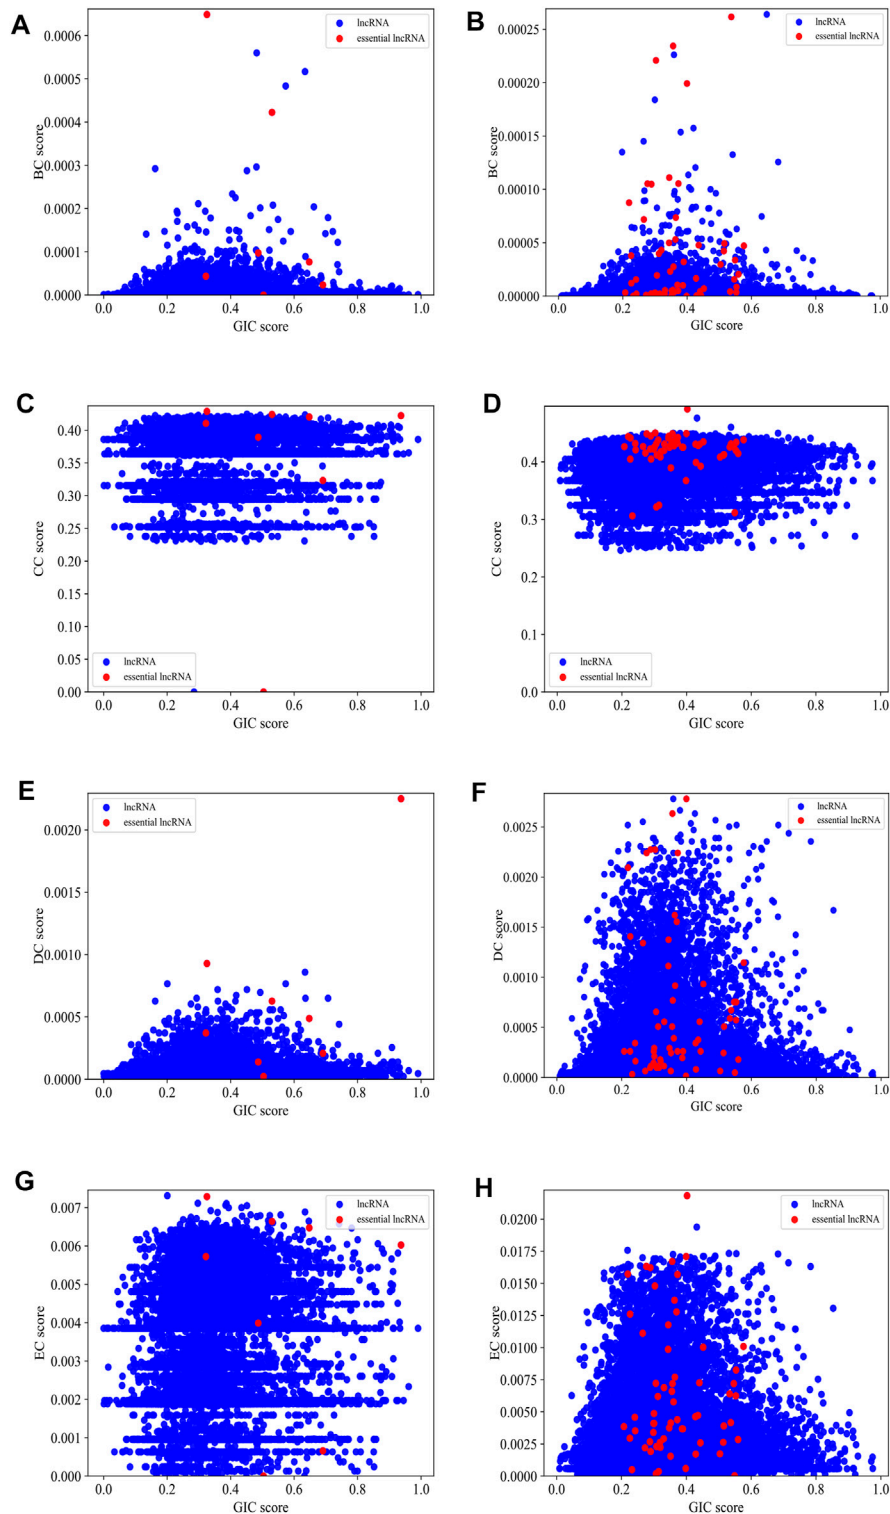 A
BC score
0.0006
0.0005
0.0004
0.0003
0.0002
0.0001
0.0000
0.0 0.2 0.4 0.6 0.8 1.0
GIC score
lncRNA
essential lncRNA
B
BC score
0.00025
0.00020
0.00015
0.00010
0.00005
0.00000
0.0 0.2 0.4 0.6 0.8 1.0
GIC score
lncRNA
essential lncRNA
C
CC score
0.40
0.35
0.30
0.25
0.20
0.15
0.10
0.05
0.00
0.0 0.2 0.4 0.6 0.8 1.0
GIC score
lncRNA
essential lncRNA
D
CC score
0.4
0.3
0.2
0.1
0.0
0.0 0.2 0.4 0.6 0.8 1.0
GIC score
lncRNA
essential lncRNA
E
DC score
0.0020
0.0015
0.0010
0.0005
0.0000
0.0 0.2 0.4 0.6 0.8 1.0
GIC score
lncRNA
essential lncRNA
F
DC score
0.0025
0.0020
0.0015
0.0010
0.0005
0.0000
0.0 0.2 0.4 0.6 0.8 1.0
GIC score
lncRNA
essential lncRNA
G
EC score
0.007
0.006
0.005
0.004
0.003
0.002
0.001
0.000
0.0 0.2 0.4 0.6 0.8 1.0
GIC score
lncRNA
essential lncRNA
H
EC score
0.0200
0.0175
0.0150
0.0125
0.0100
0.0075
0.0050
0.0025
0.0000
0.0 0.2 0.4 0.6 0.8 1.0
GIC score
lncRNA
essential lncRNA